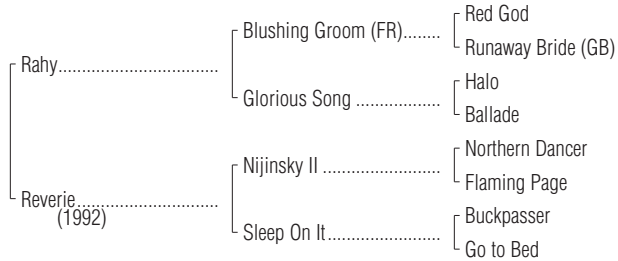 Red God
Blushing Groom (FR)........
Runaway Bride (GB)
Rahy.................................
Halo
Glorious Song .................
Ballade
Northern Dancer
Nijinsky II ........................
Flaming Page
Reverie.............................
(1992)
Buckpasser
Sleep On It.......................
Go to Bed